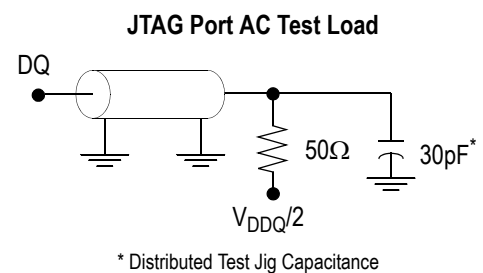 JTAG Port AC Test Load
DQ
50Ω
30pF*
VDDQ/2
* Distributed Test Jig Capacitance